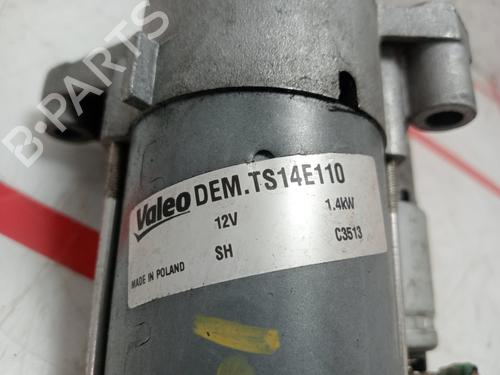 B-PARTS
Valeo DEM.TS14E110
12V 1.4kW
SH C3513
MADE IN POLAND